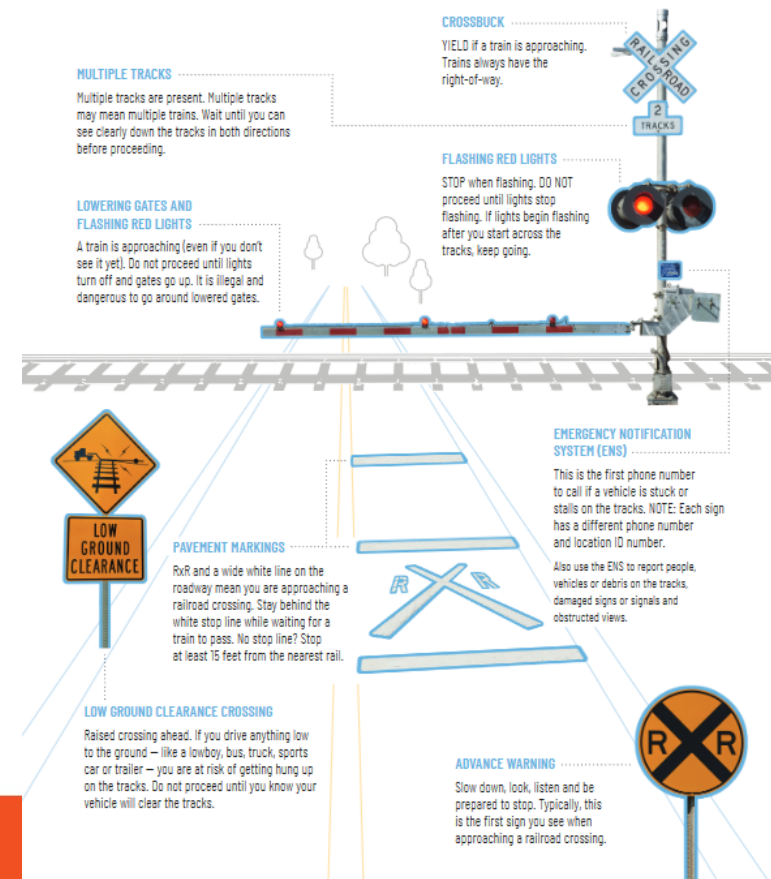 CROSSBUCK
YIELD if a train is approaching.
Trains always have the
right-of-way.
RAILROAD
CROSSING
2
TRACKS
MULTIPLE TRACKS
Multiple tracks are present. Multiple tracks
may mean multiple trains. Wait until you can
see clearly down the tracks in both directions
before proceeding.
FLASHING RED LIGHTS
STOP when flashing. DO NOT
proceed until lights stop
flashing. If lights begin flashing
after you start across the
tracks, keep going.
LOWERING GATES AND
FLASHING RED LIGHTS
A train is approaching (even if you don't
see it yet). Do not proceed until lights
turn off and gates go up. It is illegal and
dangerous to go around lowered gates.
EMERGENCY NOTIFICATION
SYSTEM (ENS)
This is the first phone number
to call if a vehicle is stuck or
stalls on the tracks. NOTE: Each sign
has a different phone number
and location ID number.
Also use the ENS to report people,
vehicles or debris on the tracks,
damaged signs or signals and
obstructed views.
LOW
GROUND
CLEARANCE
PAVEMENT MARKINGS
RxR and a wide white line on the
roadway mean you are approaching a
railroad crossing. Stay behind the
white stop line while waiting for a
train to pass. No stop line? Stop
at least 15 feet from the nearest rail.
R R
LOW GROUND CLEARANCE CROSSING
Raised crossing ahead. If you drive anything low
to the ground — like a lowboy, bus, truck, sports
car or trailer — you are at risk of getting hung up
on the tracks. Do not proceed until you know your
vehicle will clear the tracks.
ADVANCE WARNING
Slow down, look, listen and be
prepared to stop. Typically, this
is the first sign you see when
approaching a railroad crossing.
R R